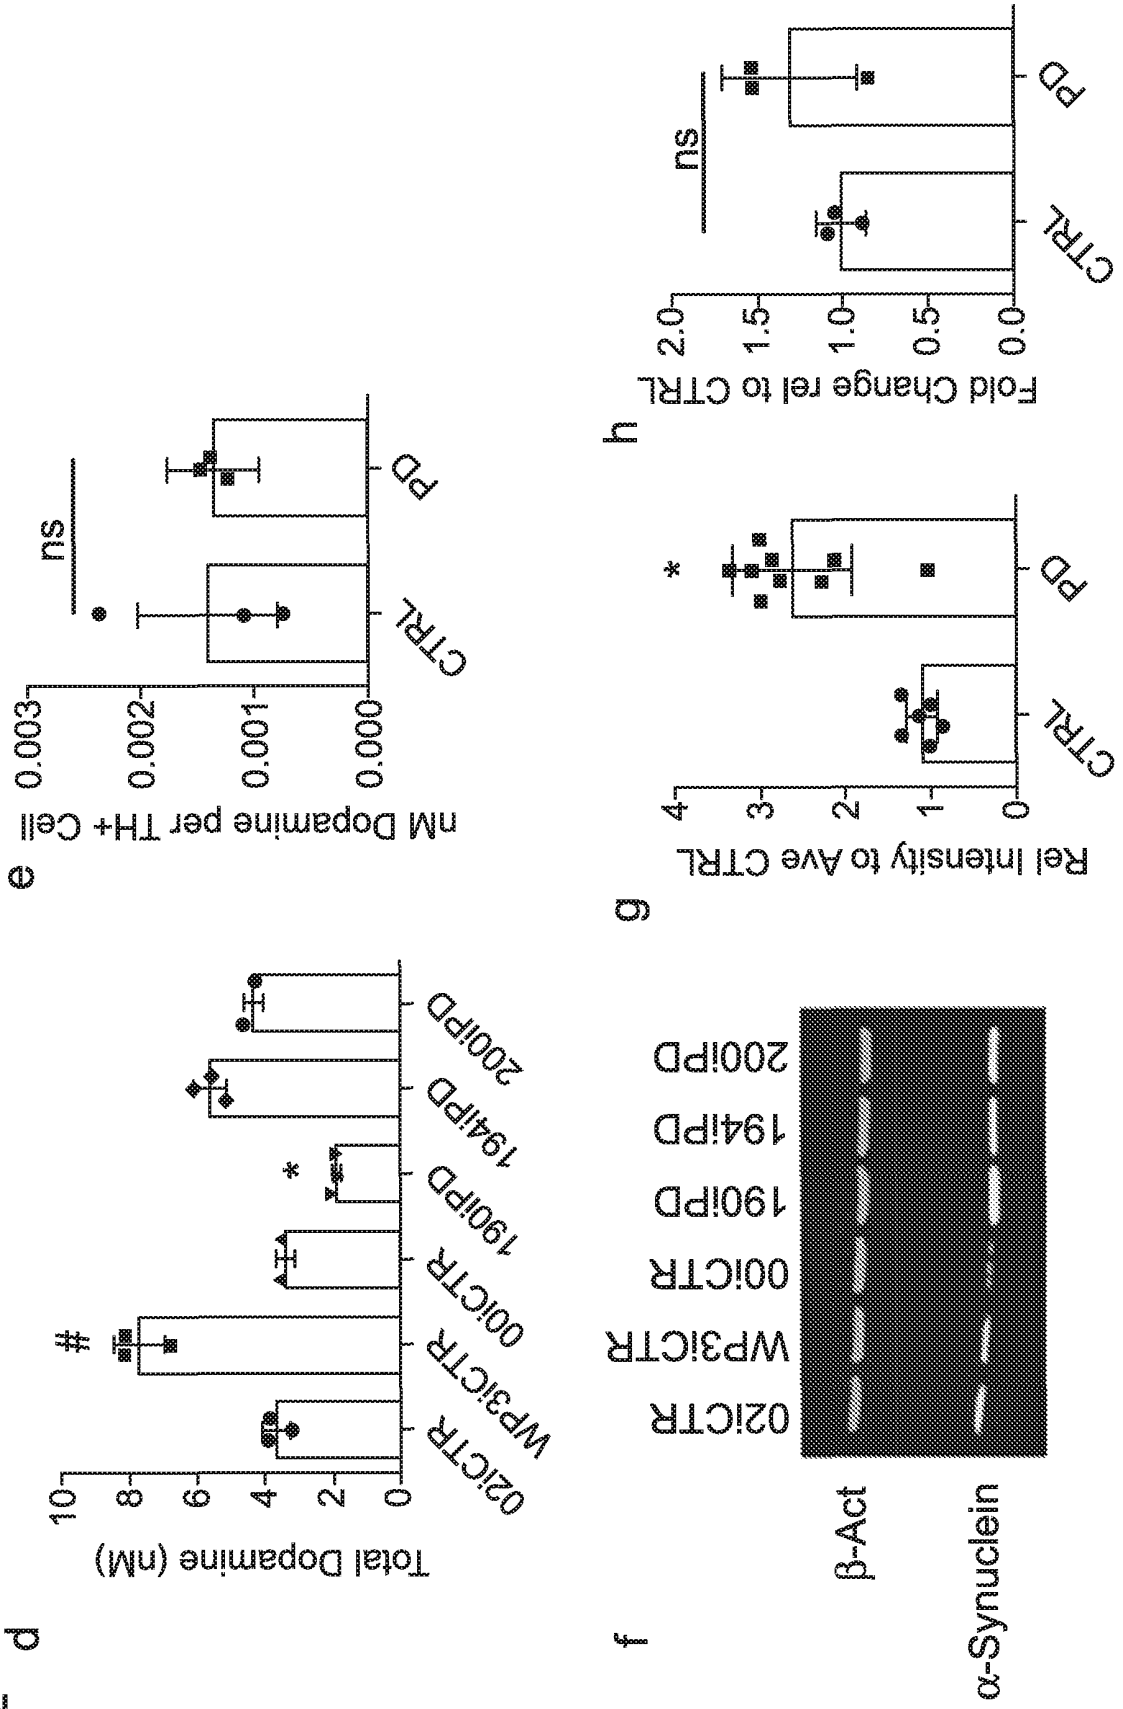 d
Total Dopamine (nM)
10
8
6
4
2
0
#
*
02iCTR
WP3iCTR
00iCTR
190iPD
194iPD
200iPD
e
nM Dopamine per TH+ Cell
0.003
0.002
0.001
0.000
ns
CTRL
PD
f
02iCTR
WP3iCTR
00iCTR
190iPD
194iPD
200iPD
β-Act
α-Synuclein
g
Rel Intensity to Ave CTRL
4
3
2
1
0
*
CTRL
PD
h
Fold Change rel to CTRL
2.0
1.5
1.0
0.5
0.0
ns
CTRL
PD